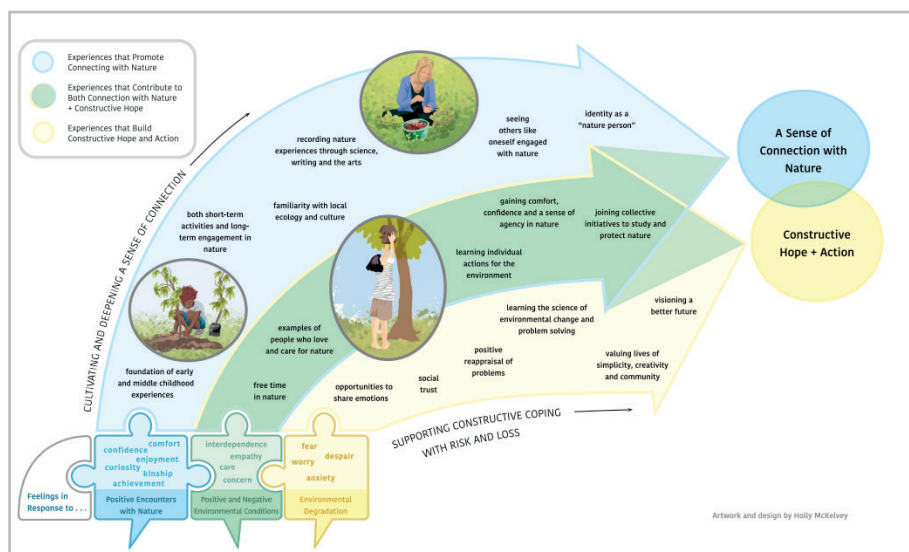 Experiences that Promote
Connecting with Nature
Experiences that Contribute to
Both Connection with Nature
+ Constructive Hope
Experiences that Build
Constructive Hope and Action
CULTIVATING AND DEEPENING A SENSE OF CONNECTION
recording nature
experiences through science,
writing and the arts
seeing
others like
oneself engaged
with nature
identity as a
“nature person”
both short-term
activities and long-
term engagement in
nature
familiarity with local
ecology and culture
foundation of early
and middle childhood
experiences
gaining comfort,
confidence and a sense of
agency in nature
joining collective
initiatives to study and
protect nature
learning individual
actions for the
environment
examples of
people who love
and care for nature
free time
in nature
learning the science of
environmental change and
problem solving
visioning a
better future
positive
reappraisal of
problems
valuing lives of
simplicity, creativity
and community
opportunities to
share emotions
social
trust
SUPPORTING CONSTRUCTIVE COPING
WITH RISK AND LOSS
A Sense of
Connection with
Nature
Constructive
Hope + Action
Feelings in
Response to . . .
comfort
confidence
enjoyment
curiosity
kinship
achievement
Positive Encounters
with Nature
interdependence
empathy
care
concern
Positive and Negative
Environmental Conditions
fear
despair
worry
anxiety
Environmental
Degradation
Artwork and design by Holly McKelvey